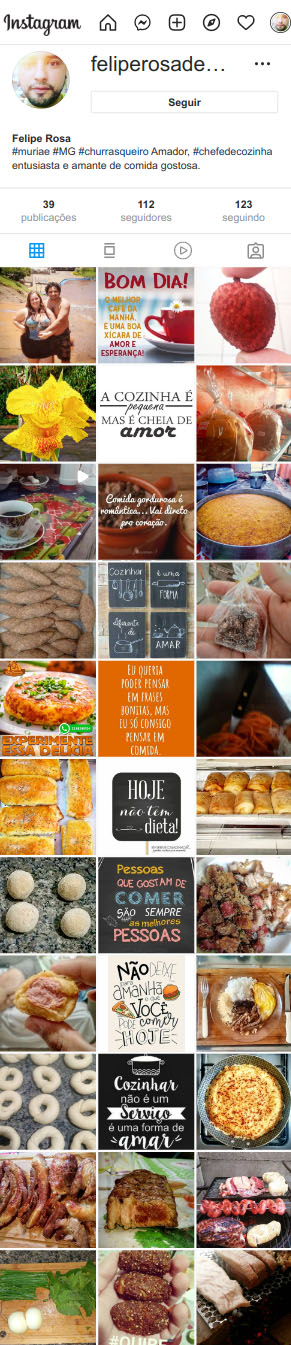 Instagram
feliperosade...
...
Seguir
Felipe Rosa
#muriae #MG #churrasqueiro Amador, #chefedecozinha
entusiasta e amante de comida gostosa.
39
publicações
112
seguidores
123
seguindo
BOM DIA!
O MELHOR
CAFÉ DA
MANHÃ,
É UMA BOA
XÍCARA DE
AMOR E
ESPERANÇA!
A COZINHA É
pequena
MAS É CHEIA DE
amor
Comida gordurosa é
romântica...Vai direto
pro coração.
Cozinhar
é uma
FORMA
diferente
de
AMAR
EXPERIMENTE
ESSA DELÍCIA
EU QUERIA
PODER PENSAR
EM FRASES
BONITAS, MAS
EU SÓ CONSIGO
PENSAR EM
COMIDA.
HOJE
não têm
dieta!
Pessoas
QUE GOSTAM DE
COMER
SÃO SEMPRE
as melhores
PESSOAS
NÃO DEIXE
para
AMANHÃ
o que
VOCÊ
PODE comer
HOJE
Cozinhar
não é um
Serviço
é uma forma de
amar
#QUIBE